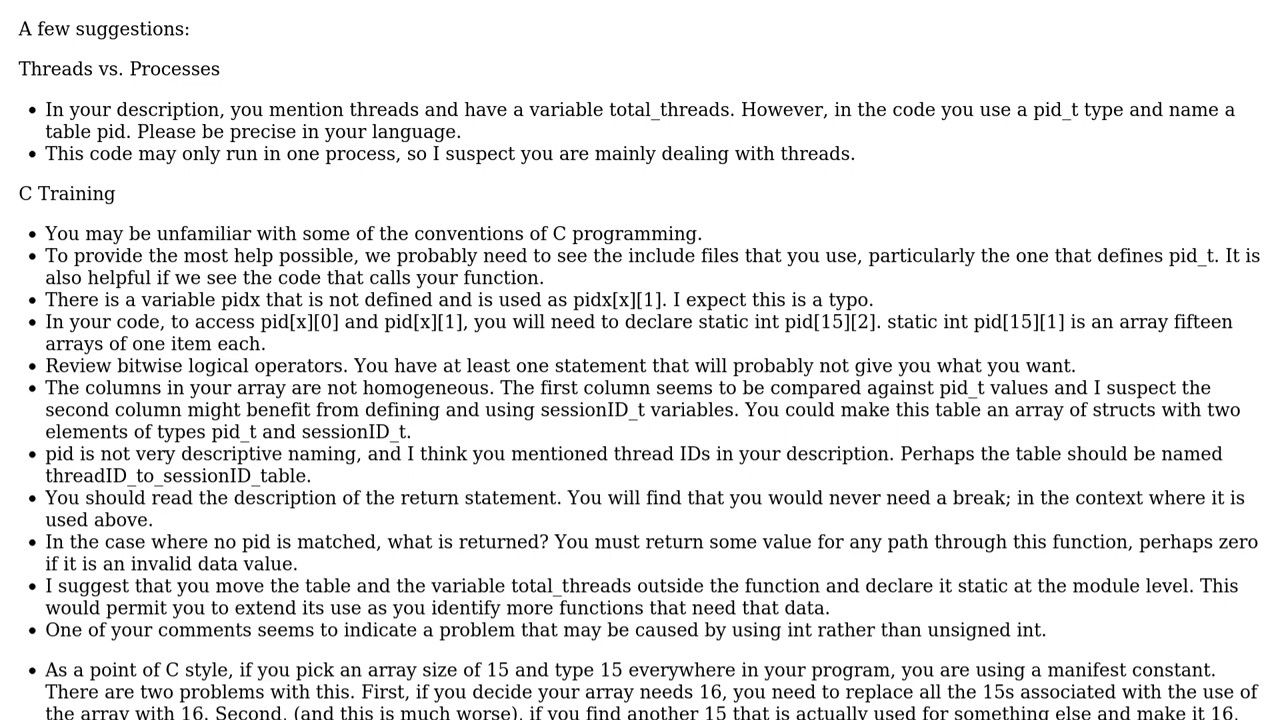 A few suggestions:
Threads vs. Processes
• In your description, you mention threads and have a variable total_threads. However, in the code you use a pid_t type and name a
table pid. Please be precise in your language.
• This code may only run in one process, so I suspect you are mainly dealing with threads.
C Training
• You may be unfamiliar with some of the conventions of C programming.
• To provide the most help possible, we probably need to see the include files that you use, particularly the one that defines pid_t. It is
also helpful if we see the code that calls your function.
• There is a variable pidx that is not defined and is used as pidx[x][1]. I expect this is a typo.
• In your code, to access pid[x][0] and pid[x][1], you will need to declare static int pid[15][2]. static int pid[15][1] is an array fifteen
arrays of one item each.
• Review bitwise logical operators. You have at least one statement that will probably not give you what you want.
• The columns in your array are not homogeneous. The first column seems to be compared against pid_t values and I suspect the
second column might benefit from defining and using sessionID_t variables. You could make this table an array of structs with two
elements of types pid_t and sessionID_t.
• pid is not very descriptive naming, and I think you mentioned thread IDs in your description. Perhaps the table should be named
threadID_to_sessionID_table.
• You should read the description of the return statement. You will find that you would never need a break; in the context where it is
used above.
• In the case where no pid is matched, what is returned? You must return some value for any path through this function, perhaps zero
if it is an invalid data value.
• I suggest that you move the table and the variable total_threads outside the function and declare it static at the module level. This
would permit you to extend its use as you identify more functions that need that data.
• One of your comments seems to indicate a problem that may be caused by using int rather than unsigned int.
• As a point of C style, if you pick an array size of 15 and type 15 everywhere in your program, you are using a manifest constant.
There are two problems with this. First, if you decide your array needs 16, you need to replace all the 15s associated with the use of
the array with 16. Second, (and this is much worse), if you find another 15 that is actually used for something else and make it 16,